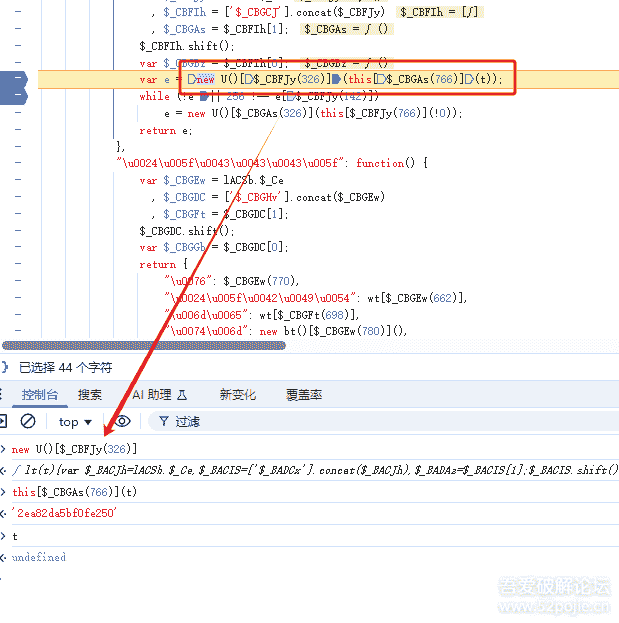 , $_CBFIh = ['$_CBGCJ'].concat($_CBFJy) $_CBFIh = [ƒ]
, $_CBGAs = $_CBFIh[1]; $_CBGAs = ƒ ()
$_CBFIh.shift();
var $_CBGBz = $_CBFIh[0]; $_CBGBz = ƒ ()
var e = new U()[$_CBFJy(326)](this[$_CBGAs(766)](t));
while (!e || 256 !== e[$_CBFJy(142)])
e = new U()[$_CBGAs(326)](this[$_CBFJy(766)](!0));
return e;
},
"\u0024\u005f\u0043\u0043\u0043\u005f": function() {
var $_CBGEw = lACSb.$_Ce
, $_CBGDC = ['$_CBGHv'].concat($_CBGEw)
, $_CBGFt = $_CBGDC[1];
$_CBGDC.shift();
var $_CBGGb = $_CBGDC[0];
return {
"\u0076": $_CBGEw(770),
"\u0024\u005f\u0042\u0049\u0054": wt[$_CBGEw(662)],
"\u006d\u0065": wt[$_CBGFt(698)],
"\u0074\u006d": new bt()[$_CBGEw(780)](),
} 已选择 44 个字符
控制台 搜索 AI 助理 新变化 覆盖率
top ▼ 过滤
> new U()[$_CBFJy(326)]
ƒ lt(t){var $_BACJh=lACSb.$_Ce,$_BACIS=['$_BADCx'].concat($_BACJh),$_BADAs=$_BACIS[1];$_BACIS.shift()
> this[$_CBGAs(766)](t)
'2ea82da5bf0fe250'
> t
undefined
吾爱破解论坛
www.52pojie.cn